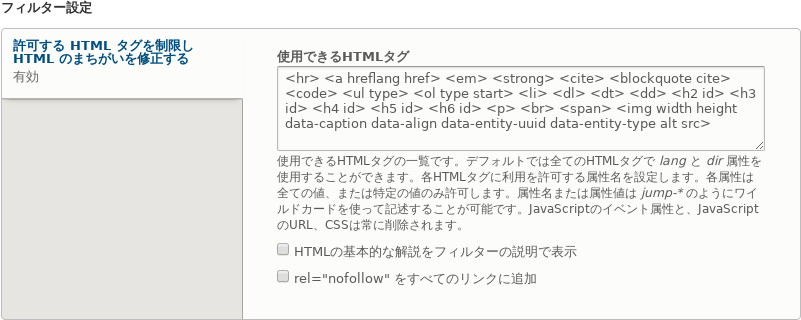 フィルター設定
許可する HTML タグを制限し
HTML のまちがいを修正する
有効
使用できるHTMLタグ
<hr> <a hreflang href> <em> <strong> <cite> <blockquote cite>
<code> <ul type> <ol type start> <li> <dl> <dt> <dd> <h2 id> <h3
id> <h4 id> <h5 id> <h6 id> <p> <br> <span> <img width height
data-caption data-align data-entity-uuid data-entity-type alt src>
使用できるHTMLタグの一覧です。デフォルトでは全てのHTMLタグで lang と dir 属性を
使用することができます。各HTMLタグに利用を許可する属性名を設定します。各属性は
全ての値、または特定の値のみ許可します。属性名または属性値は jump-* のようにワイ
ルドカードを使って記述することが可能です。JavaScriptのイベント属性と、JavaScript
のURL、CSSは常に削除されます。
HTMLの基本的な解説をフィルターの説明で表示
rel="nofollow" をすべてのリンクに追加